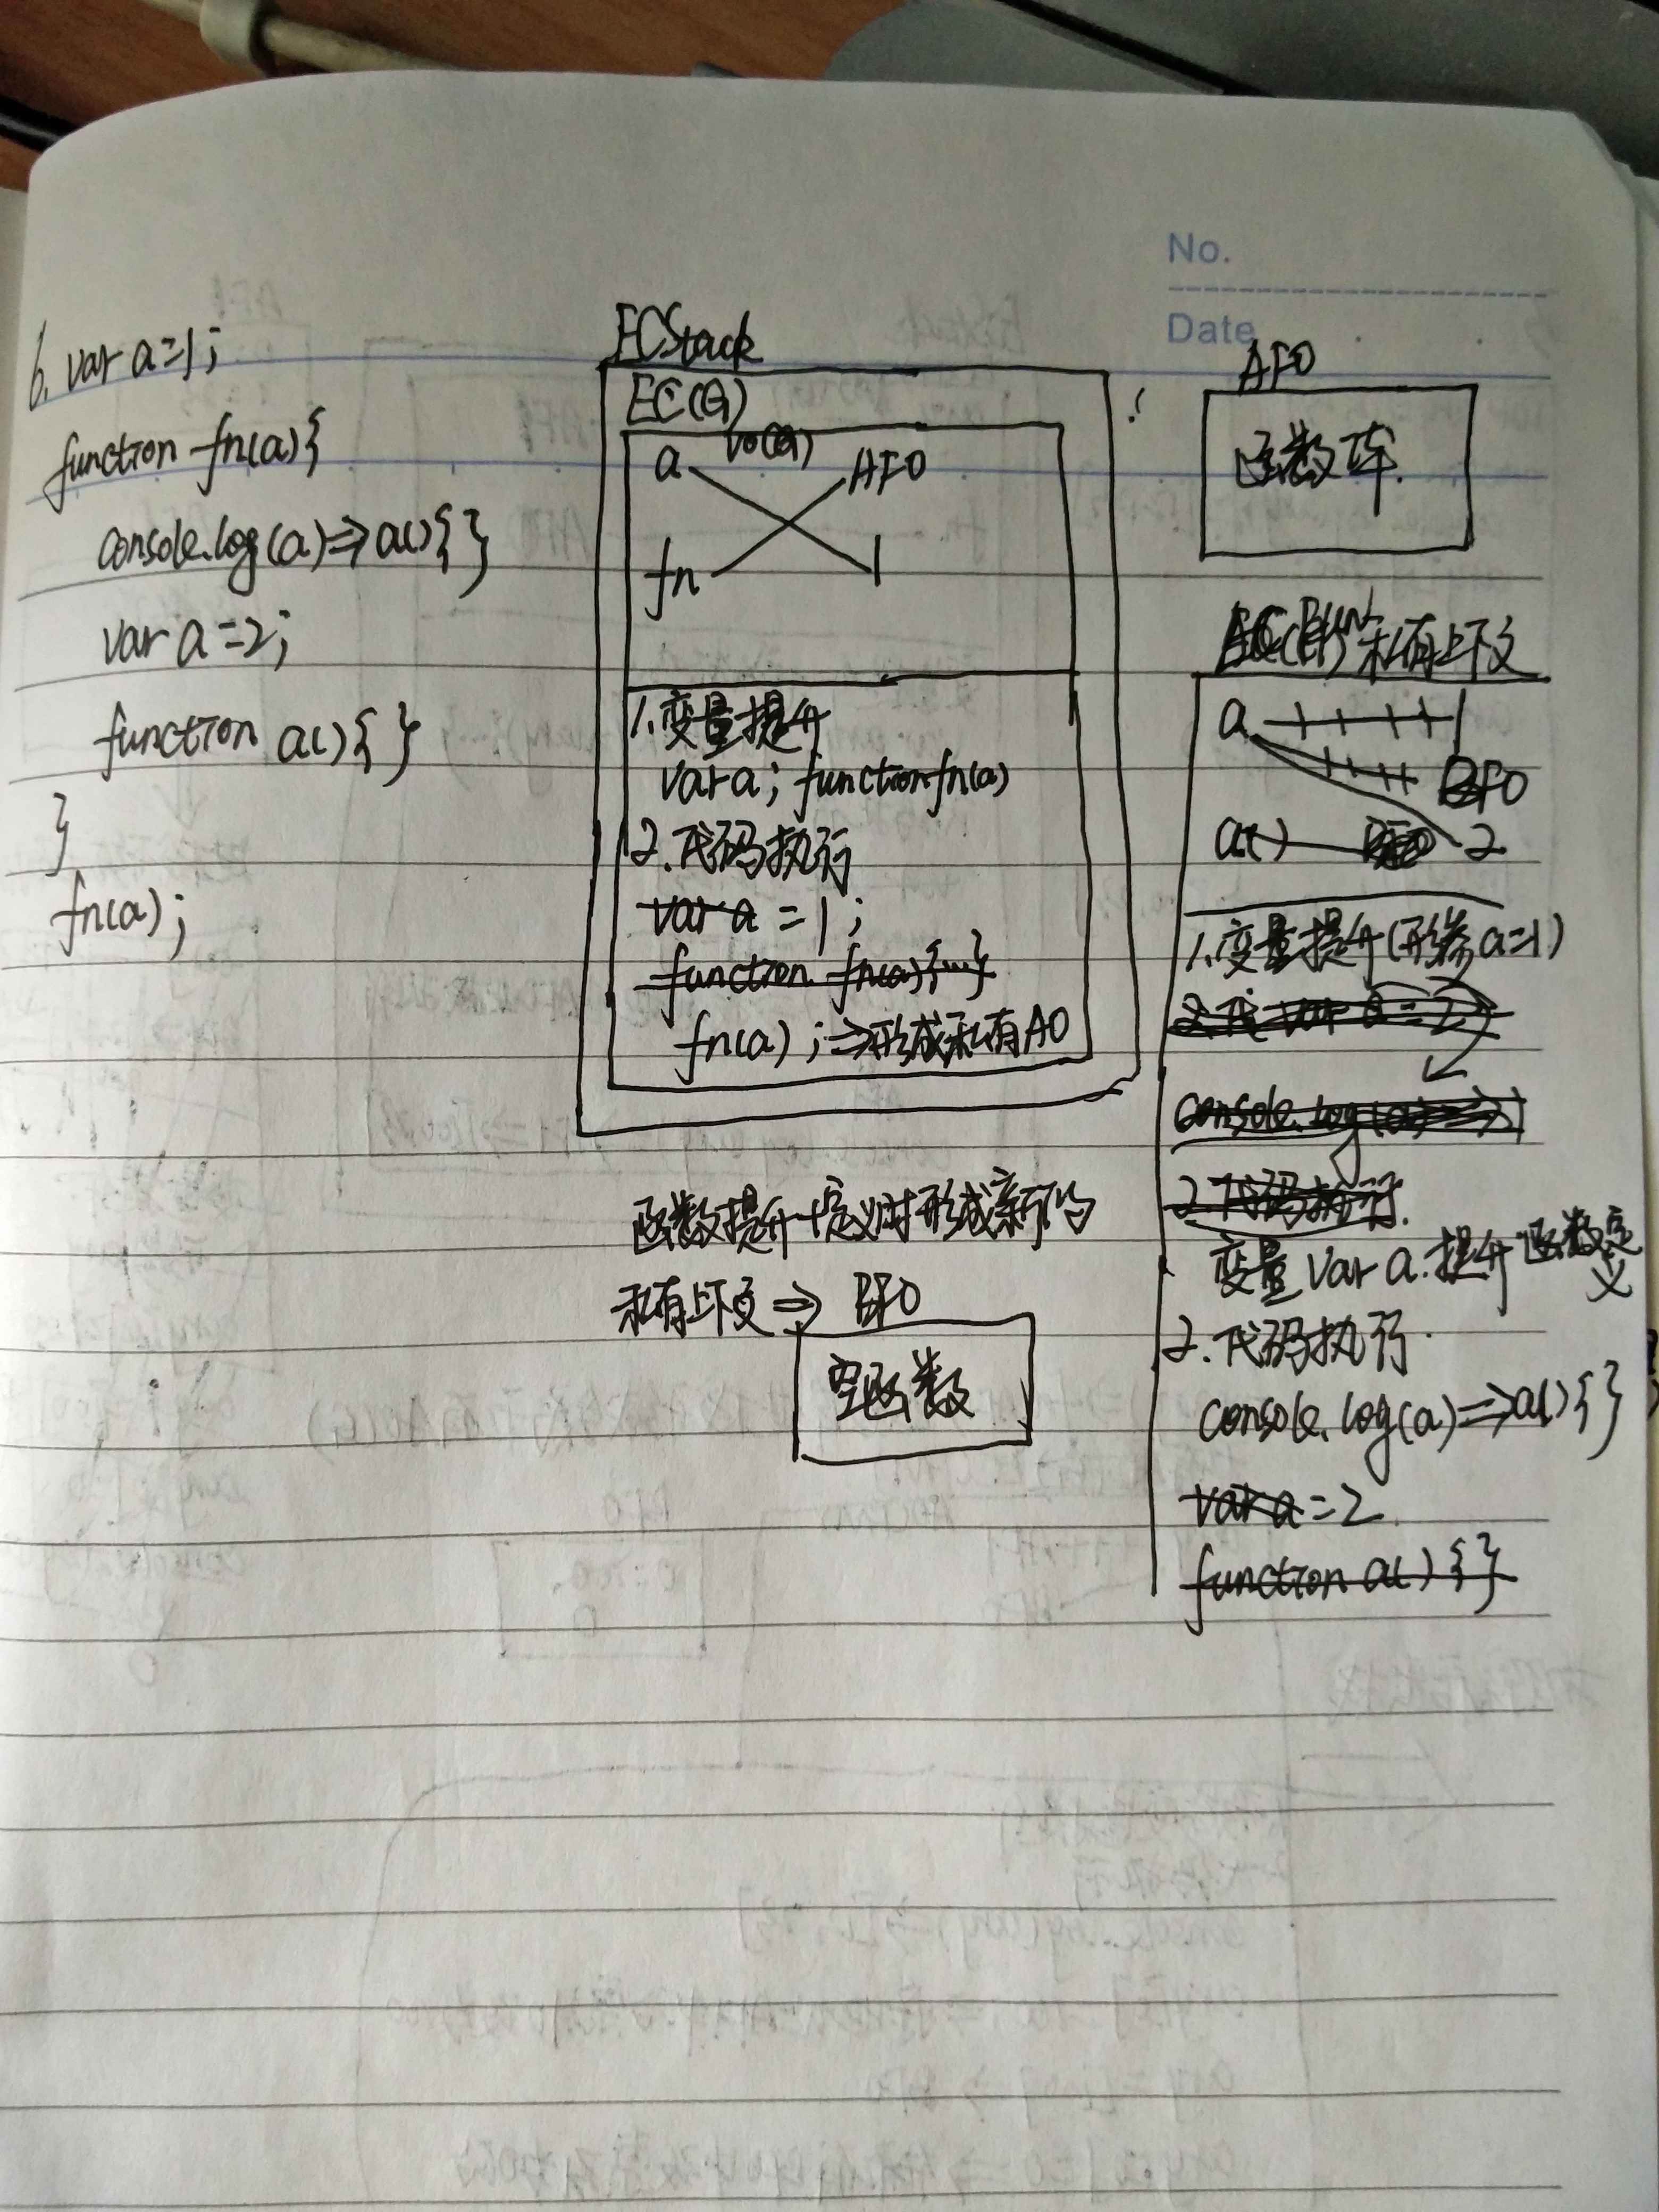 No.
Date
6. var a=1;
function fn(a){
console.log(a)⇒a(){}
var a=2;
function a(){}
}
fn(a);
ECStack
EC(G)
VO(G)
a AF0
fn 1
1.变量提升
var a; function fn(a)
2.代码执行
var a =1;
function fn(a){...}
fn(a);⇒形成私有AO
函数提升+定义时形成新的
私有上下文⇒ BF0
空函数
AF0
函数体.
私有上下文
a 1
BF0
a() 2
1.变量提升(形参a=1)
2.代 var a=2
console.log(a)⇒1
2.代码执行.
变量 var a.提升 函数定义
2.代码执行.
console.log(a)⇒a(){}
var a=2
function a(){}